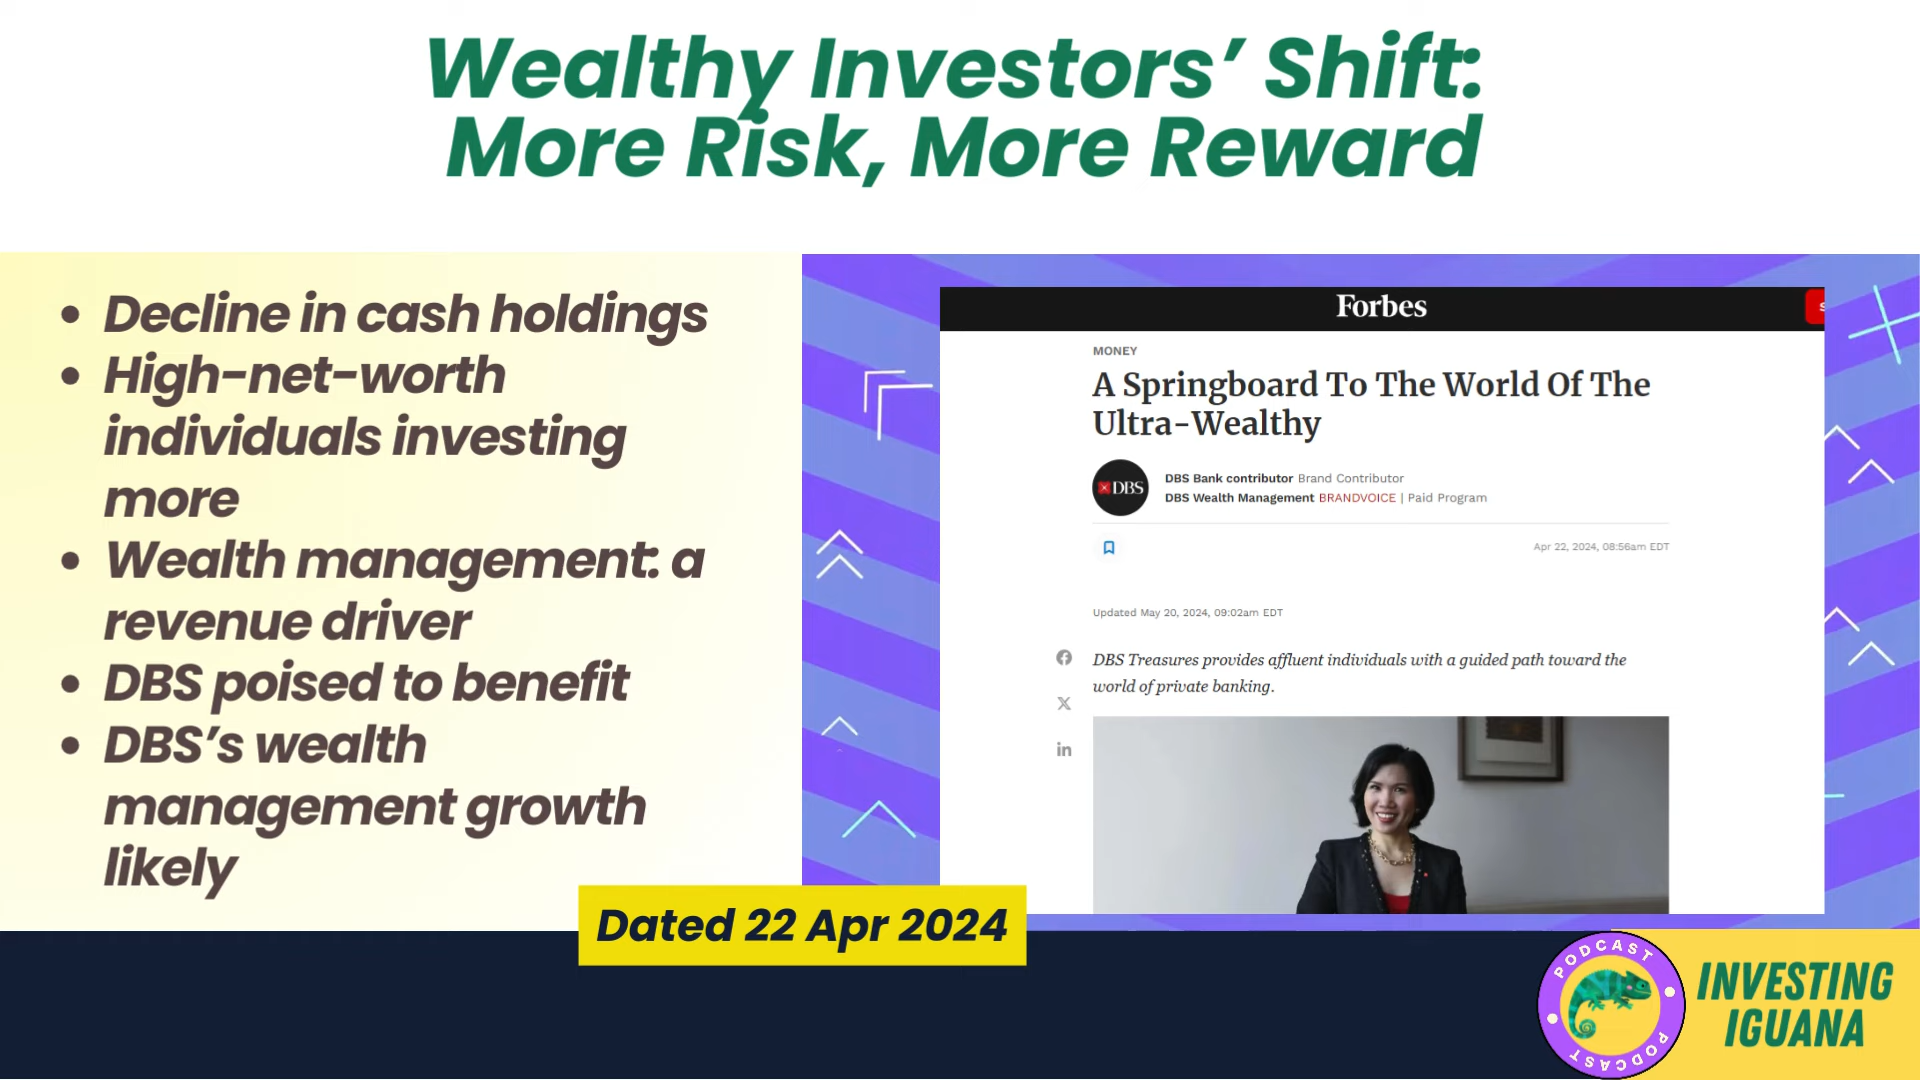 Wealthy Investors’ Shift:
More Risk, More Reward
• Decline in cash holdings
• High-net-worth
individuals investing
more
• Wealth management: a
revenue driver
• DBS poised to benefit
• DBS’s wealth
management growth
likely
Forbes
MONEY
A Springboard To The World Of The
Ultra-Wealthy
DBS
DBS Bank contributor Brand Contributor
DBS Wealth Management BRANDVOICE | Paid Program
Apr 22, 2024, 08:56am EDT
Updated May 20, 2024, 09:02am EDT
DBS Treasures provides affluent individuals with a guided path toward the
world of private banking.
Dated 22 Apr 2024
PODCAST
PODCAST
INVESTING
IGUANA